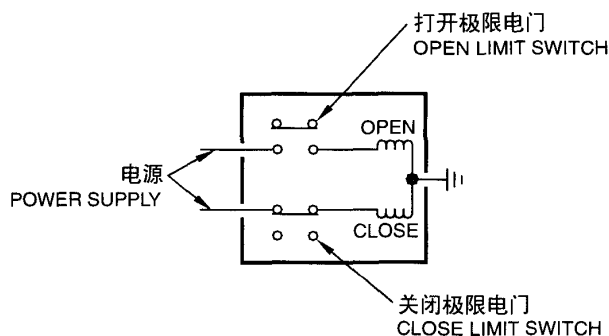 打开极限电门
OPEN LIMIT SWITCH
OPEN
电源
POWER SUPPLY
CLOSE
关闭极限电门
CLOSE LIMIT SWITCH